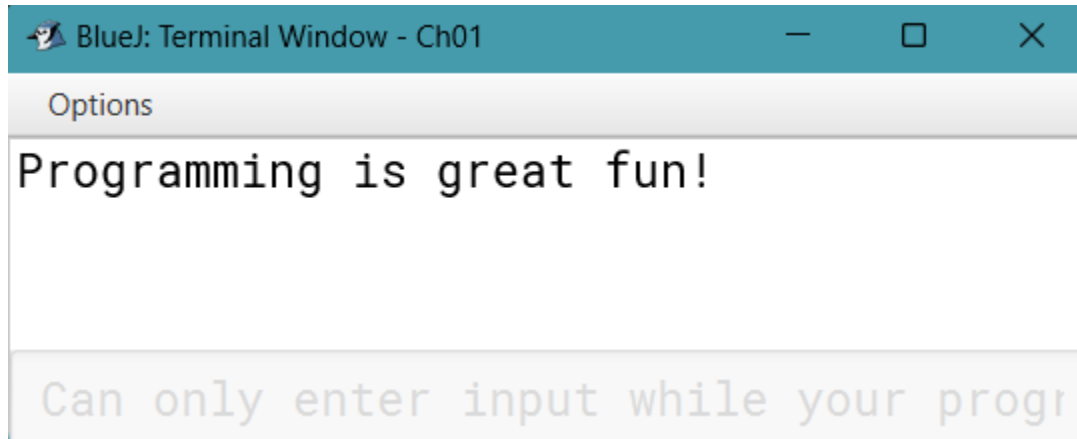 BlueJ: Terminal Window - Ch01
Options
Programming is great fun!
Can only enter input while your progr